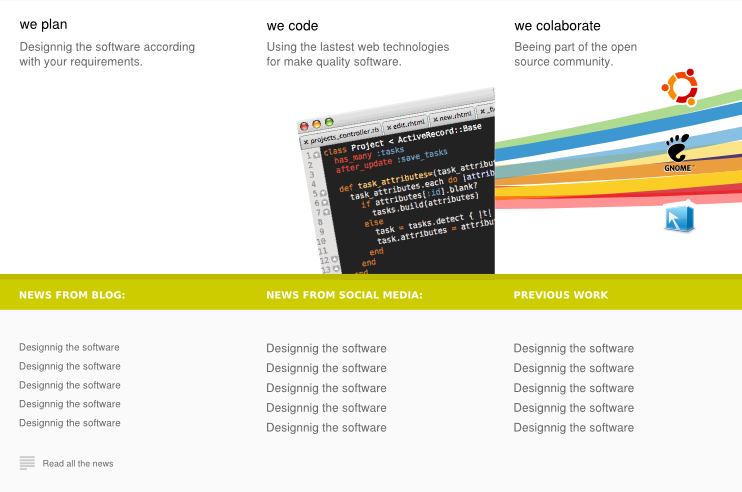 we plan
Designnig the software according
with your requirements.
we code
Using the lastest web technologies
for make quality software.
we colaborate
Beeing part of the open
source community.
projects_controller.rb
edit.rhtml
new.rhtml
1 class Project < ActiveRecord::Base
2 has_many :tasks
3 after_update :save_tasks
4
5 def task_attributes=(task_attribut
6 task_attributes.each do |attrib
7 if attributes[:id].blank?
8 tasks.build(attributes)
9 else
10 task = tasks.detect { |t|
11 task.attributes = attribut
12 end
13 end
end
GNOME™
NEWS FROM BLOG:
NEWS FROM SOCIAL MEDIA:
PREVIOUS WORK
Designnig the software
Designnig the software
Designnig the software
Designnig the software
Designnig the software
Read all the news
Designnig the software
Designnig the software
Designnig the software
Designnig the software
Designnig the software
Designnig the software
Designnig the software
Designnig the software
Designnig the software
Designnig the software